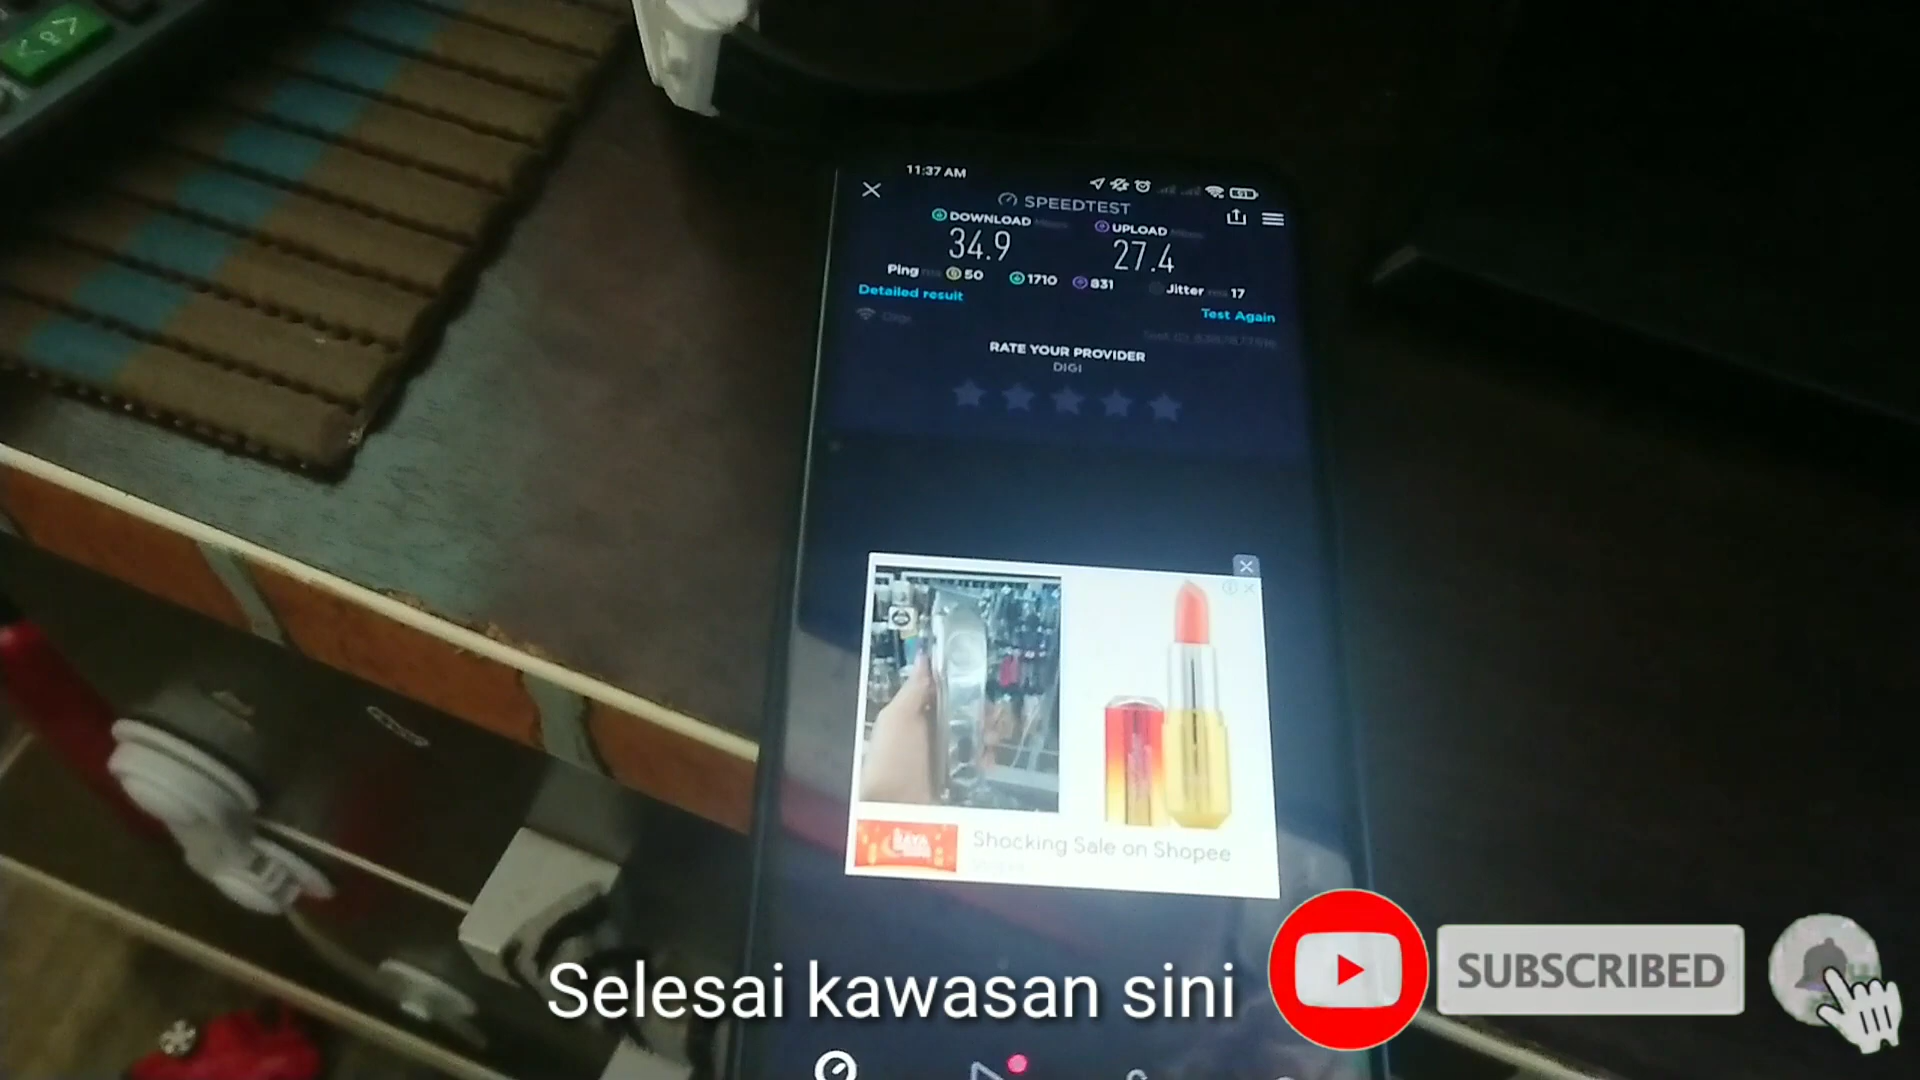 11:37 AM
SPEEDTEST
DOWNLOAD
UPLOAD
34.9
27.4
Ping 50 1710 831 Jitter 17
Detailed result
Test Again
RATE YOUR PROVIDER
DIGI
Shocking Sale on Shopee
Selesai kawasan sini
SUBSCRIBED